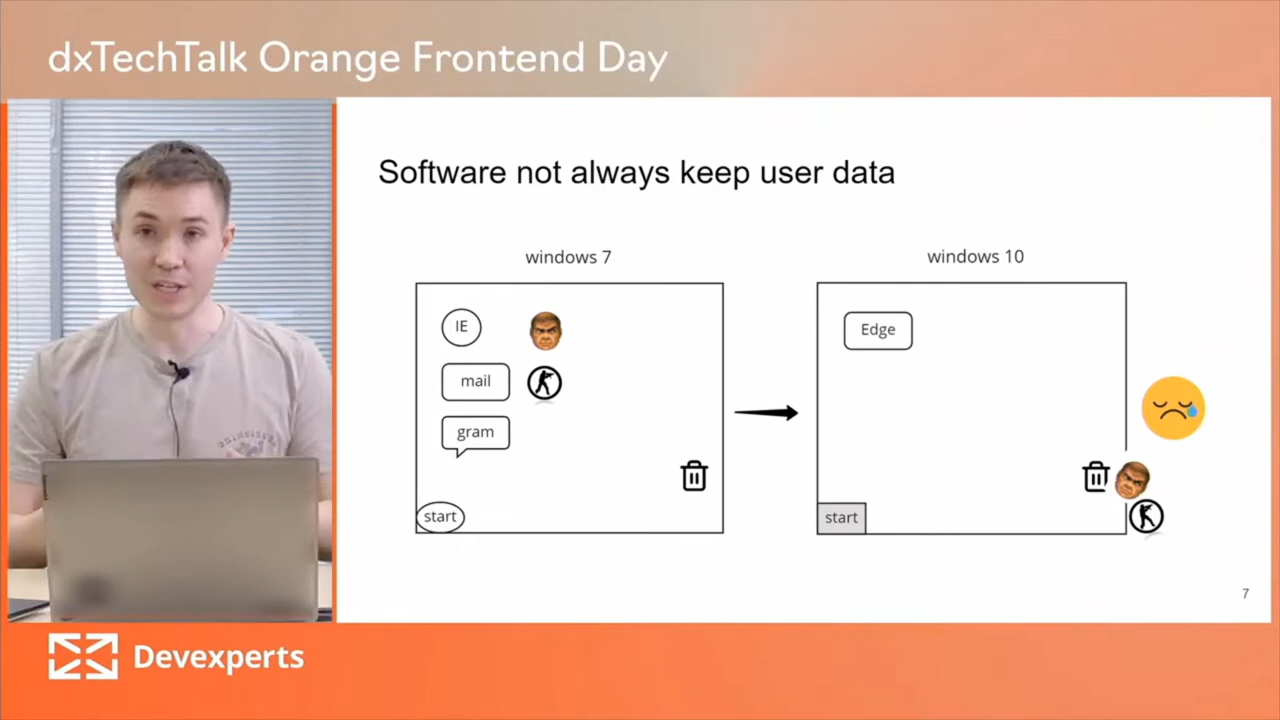 dxTechTalk Orange Frontend Day
Software not always keep user data
windows 7
windows 10
IE
mail
gram
start
Edge
start
7
Devexperts